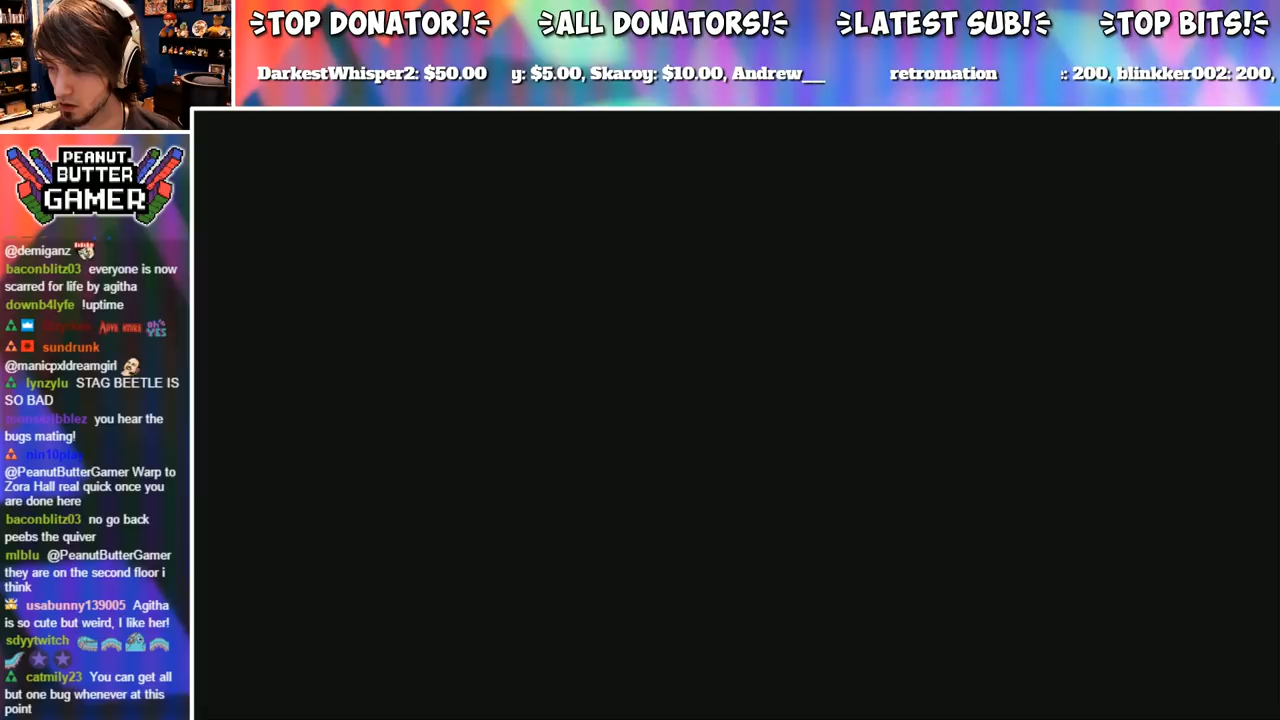 TOP DONATOR!
ALL DONATORS!
LATEST SUB!
TOP BITS!
DarkestWhisper2: $50.00
y: $5.00, Skaroy: $10.00, Andrew__
retromation
: 200, blinkker002: 200,
PEANUT
BUTTER
GAMER
@demiganz
baconblitz03 everyone is now
scarred for life by agitha
downb4lyfe !uptime
sundrunk
@manicpxldreamgirl
lynzylu STAG BEETLE IS
SO BAD
you hear the
bugs mating!
@PeanutButterGamer Warp to
Zora Hall real quick once you
are done here
baconblitz03 no go back
peebs the quiver
mlblu @PeanutButterGamer
they are on the second floor i
think
usabunny139005 Agitha
is so cute but weird, I like her!
sdyytwitch
catmily23 You can get all
but one bug whenever at this
point